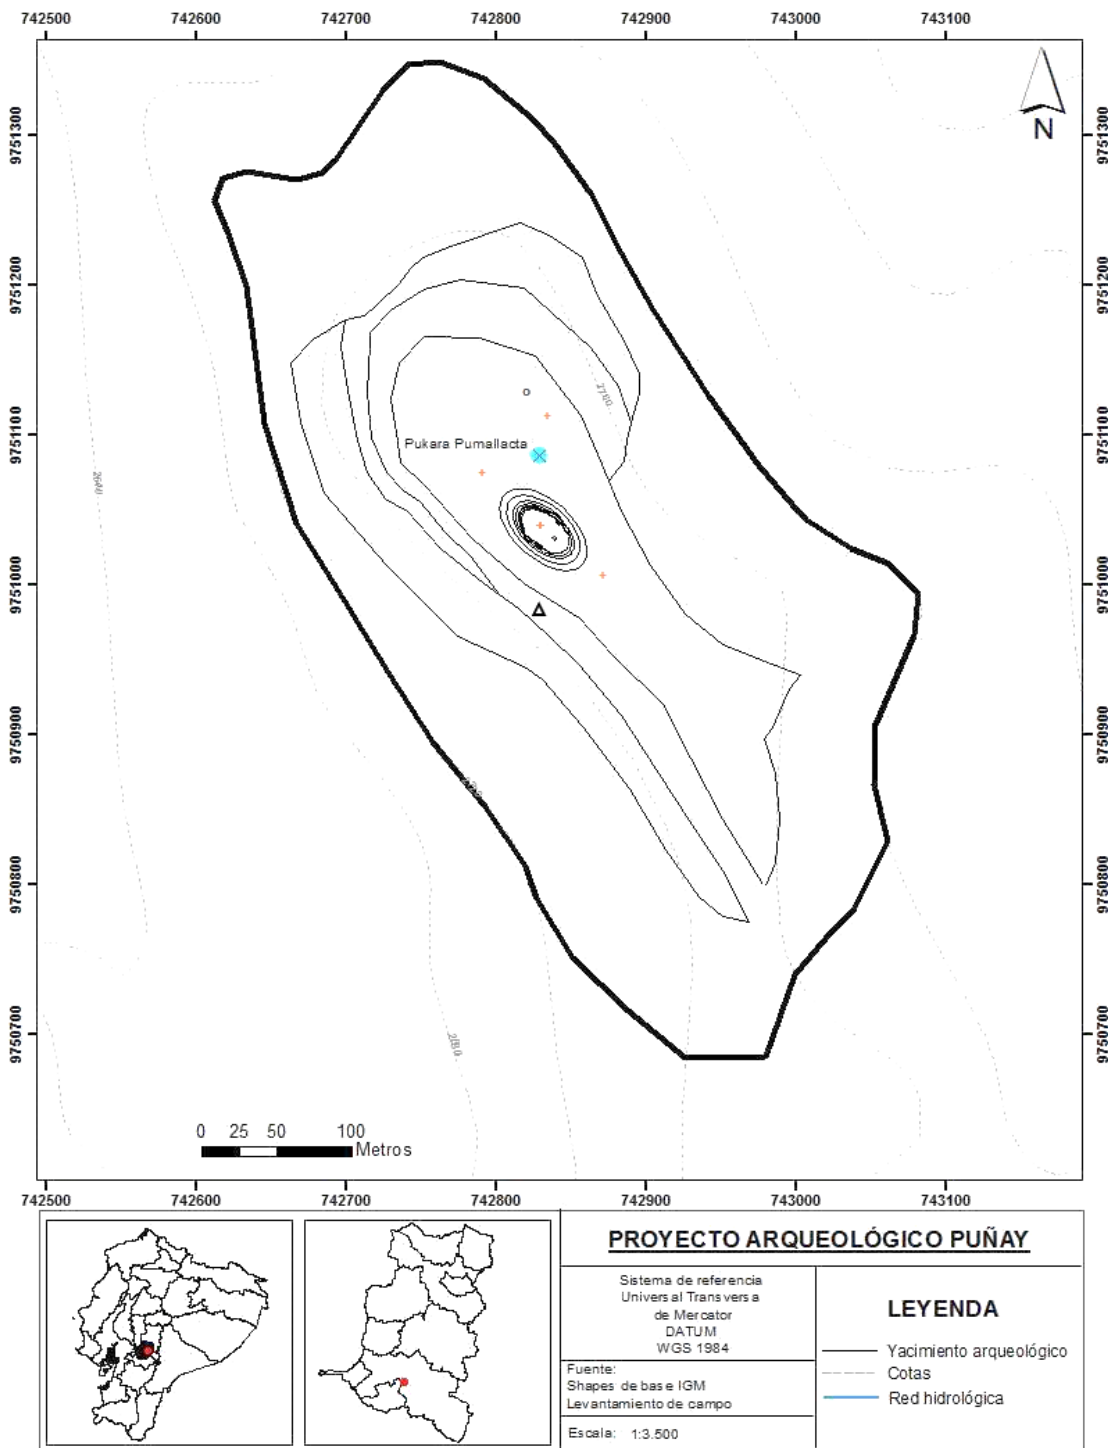 742500 742600 742700 742800 742900 743000 743100
9751300 9751300
N
9751200 9751200
2760
9751100 9751100
Pukara Pumallacta
2640
9751000 9751000
9750900 9750900
9750800 9750800
9750700 9750700
0 25 50 100
Metros
742500 742600 742700 742800 742900 743000 743100
PROYECTO ARQUEOLÓGICO PUÑAY
Sistema de referencia
Universal Transversa
de Mercator
DATUM
WGS 1984
Fuente:
Shapes de base IGM
Levantamiento de campo
Escala: 1:3.500
LEYENDA
Yacimiento arqueológico
Cotas
Red hidrológica